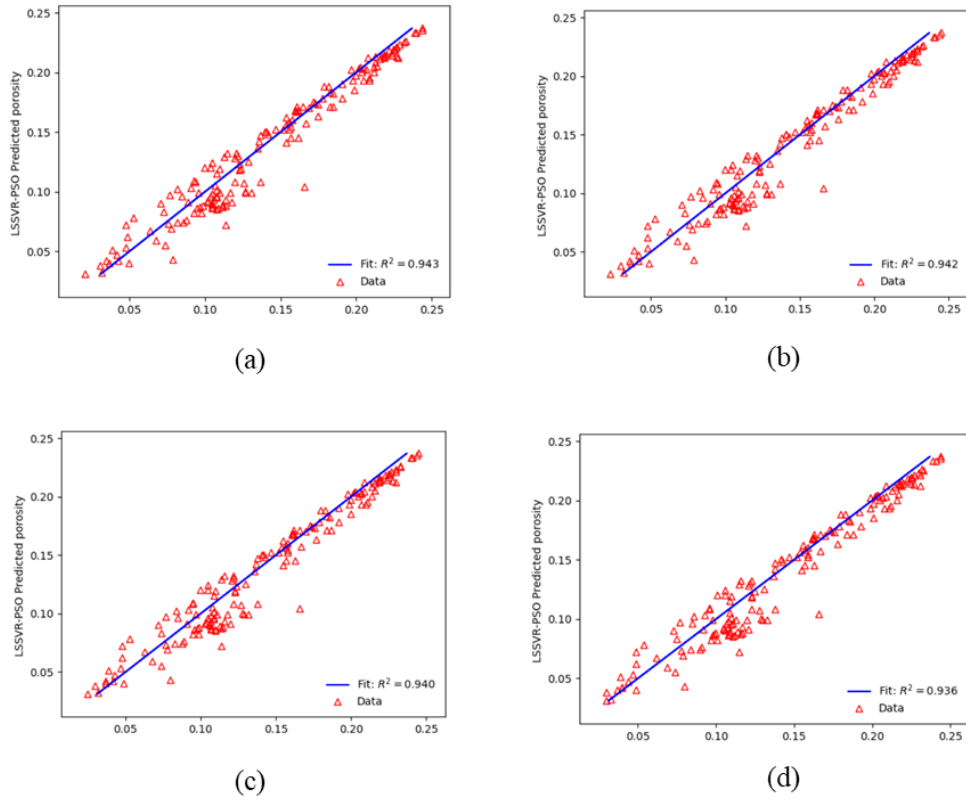 0.20
0.15
0.10
0.05
LSSVR-PSO Predicted porosity
Fit: R² = 0.943
Data
0.05 0.10 0.15 0.20 0.25
(a)
0.20
0.15
0.10
0.05
LSSVR-PSO Predicted porosity
Fit: R² = 0.942
Data
0.05 0.10 0.15 0.20 0.25
(b)
0.25
0.20
0.15
0.10
0.05
LSSVR-PSO Predicted porosity
Fit: R² = 0.940
Data
0.05 0.10 0.15 0.20 0.25
(c)
0.25
0.20
0.15
0.10
0.05
LSSVR-PSO Predicted porosity
Fit: R² = 0.936
Data
0.05 0.10 0.15 0.20 0.25
(d)